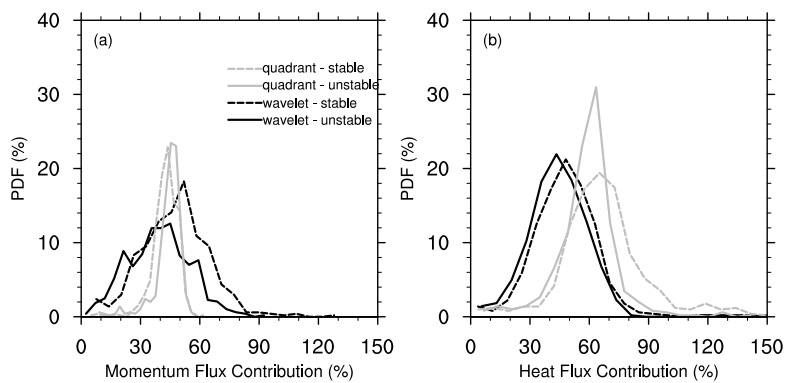 (a)
quadrant - stable
quadrant - unstable
wavelet - stable
wavelet - unstable
PDF (%)
40
30
20
10
0
0 30 60 90 120 150
Momentum Flux Contribution (%)
(b)
PDF (%)
40
30
20
10
0
0 30 60 90 120 150
Heat Flux Contribution (%)